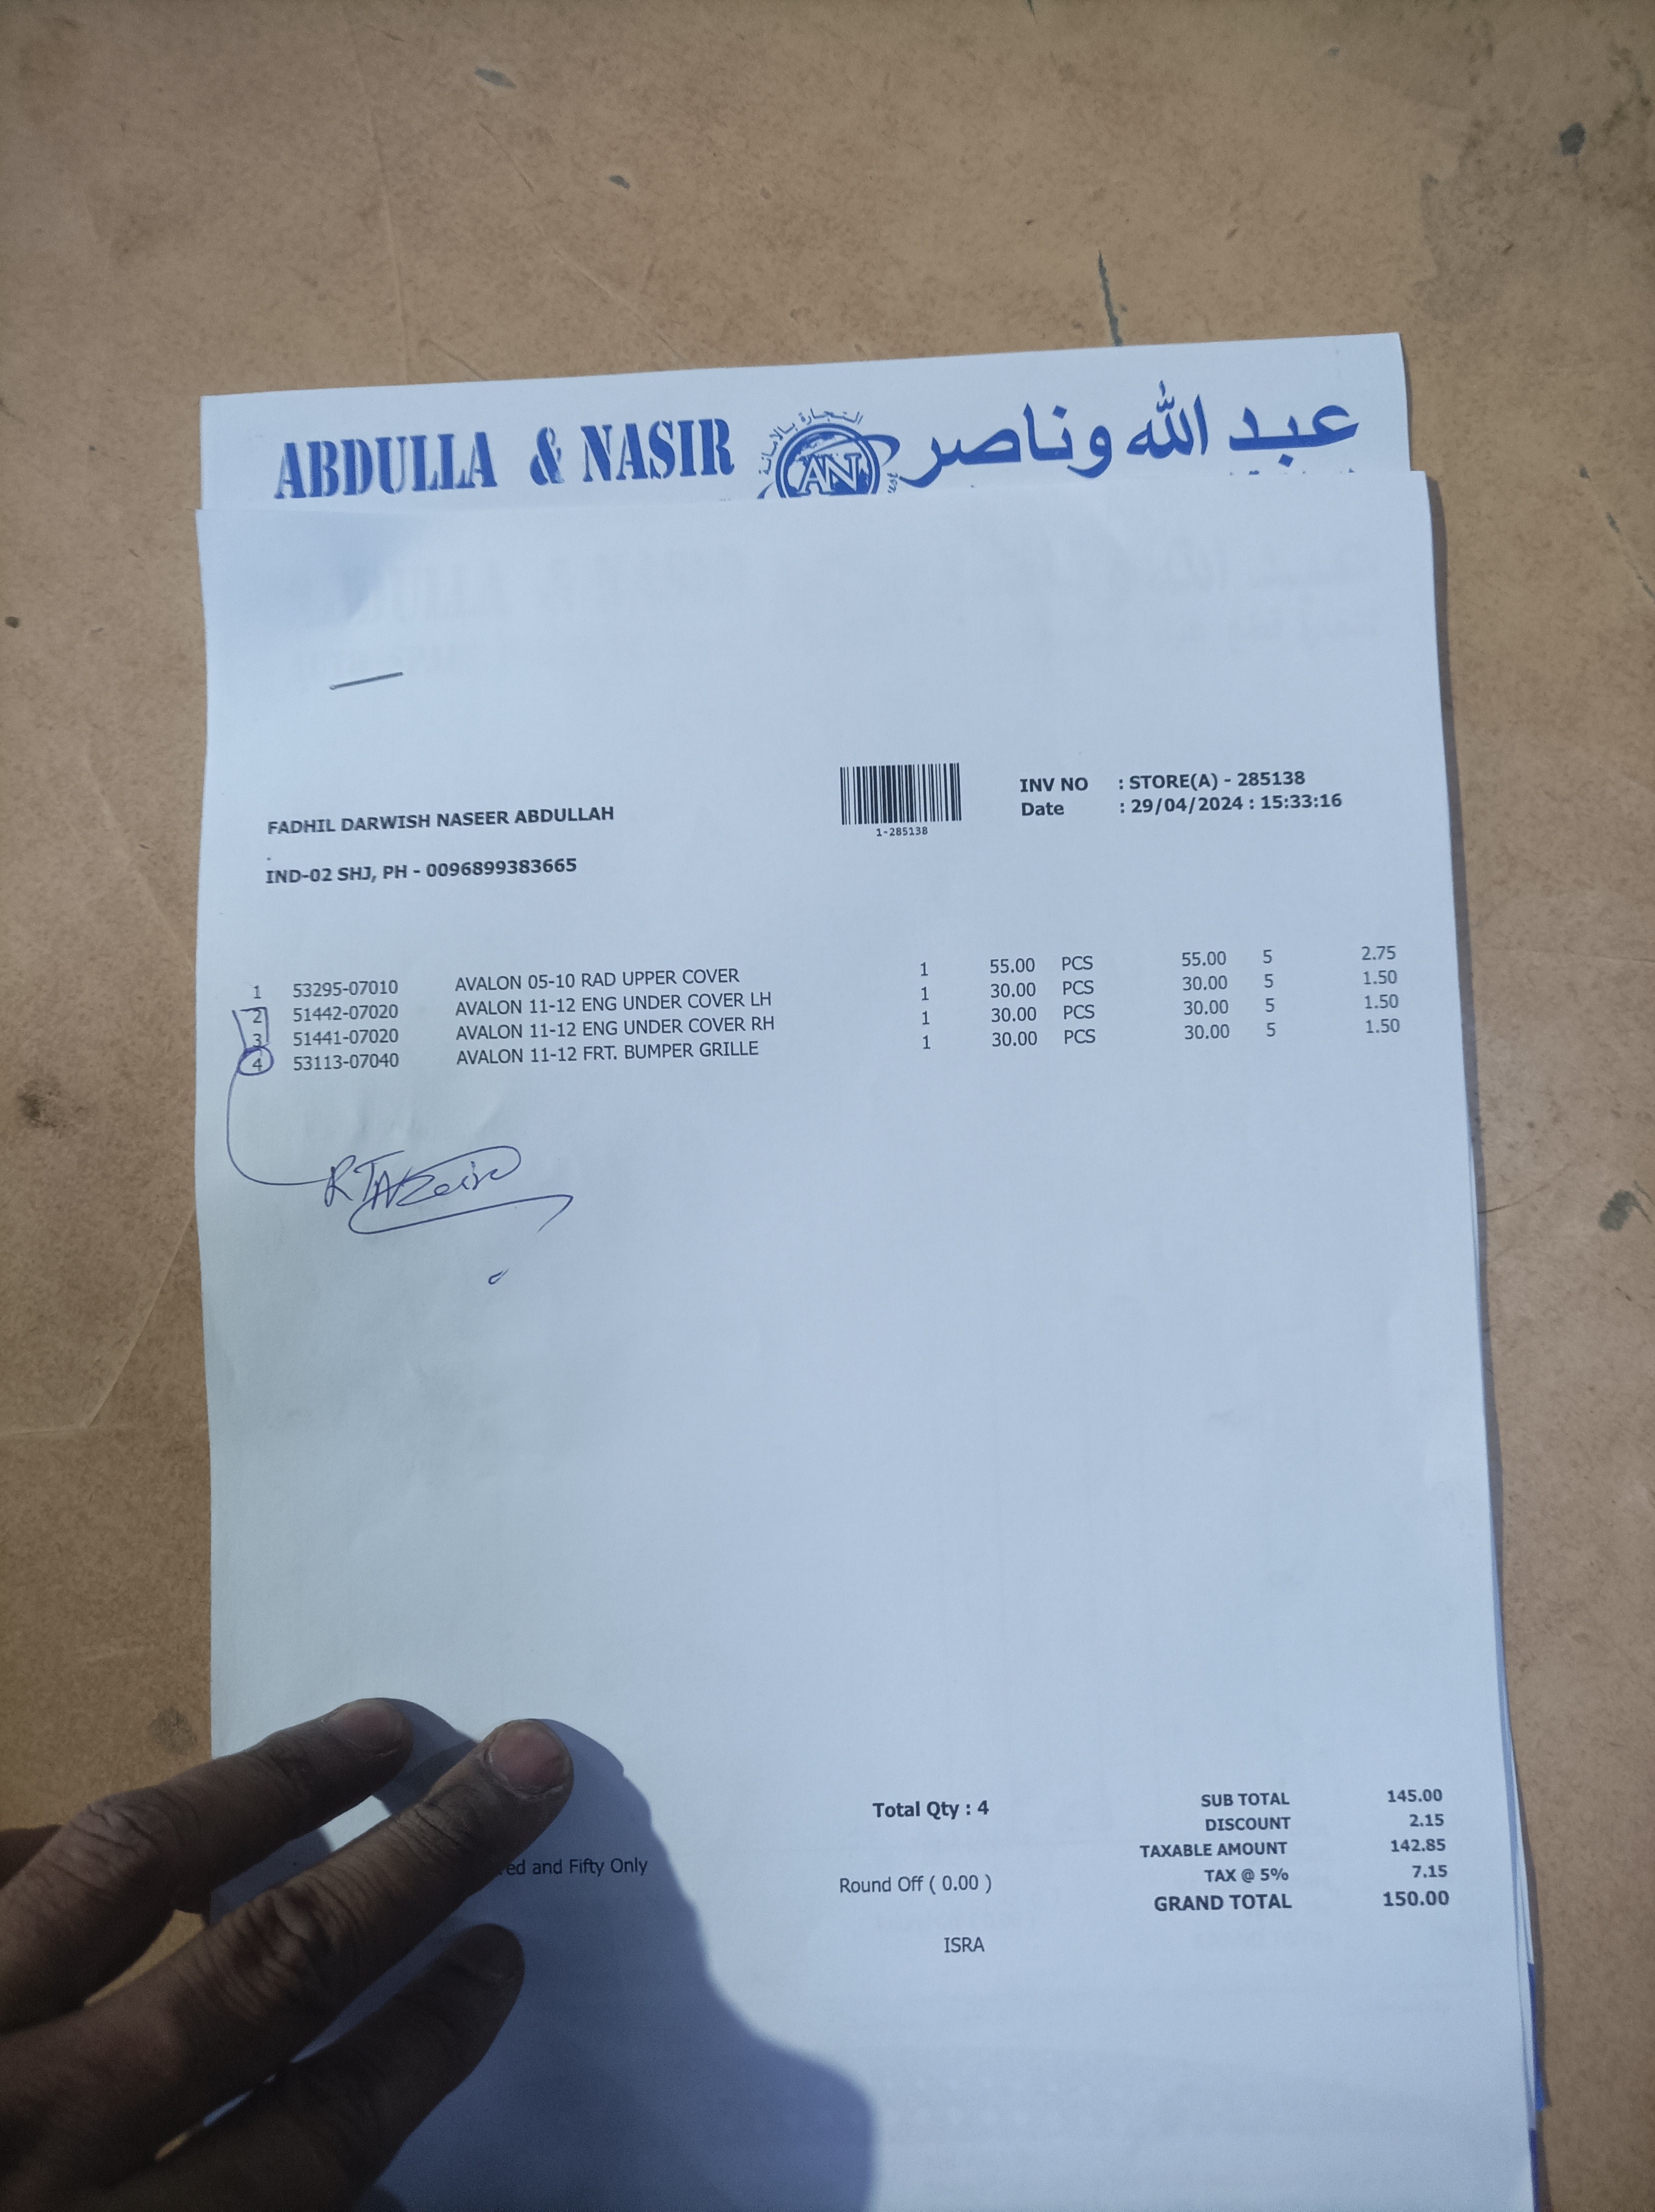 ABDULLA & NASIR AN عبد الله وناصر
التجارة بالامانة
FADHIL DARWISH NASEER ABDULLAH
.
IND-02 SHJ, PH - 0096899383665
1-285138
INV NO : STORE(A) - 285138
Date : 29/04/2024 : 15:33:16
1 53295-07010 AVALON 05-10 RAD UPPER COVER 1 55.00 PCS 55.00 5 2.75
2 51442-07020 AVALON 11-12 ENG UNDER COVER LH 1 30.00 PCS 30.00 5 1.50
3 51441-07020 AVALON 11-12 ENG UNDER COVER RH 1 30.00 PCS 30.00 5 1.50
4 53113-07040 AVALON 11-12 FRT. BUMPER GRILLE 1 30.00 PCS 30.00 5 1.50
Total Qty : 4
SUB TOTAL 145.00
DISCOUNT 2.15
TAXABLE AMOUNT 142.85
TAX @ 5% 7.15
GRAND TOTAL 150.00
and Fifty Only
Round Off ( 0.00 )
ISRA